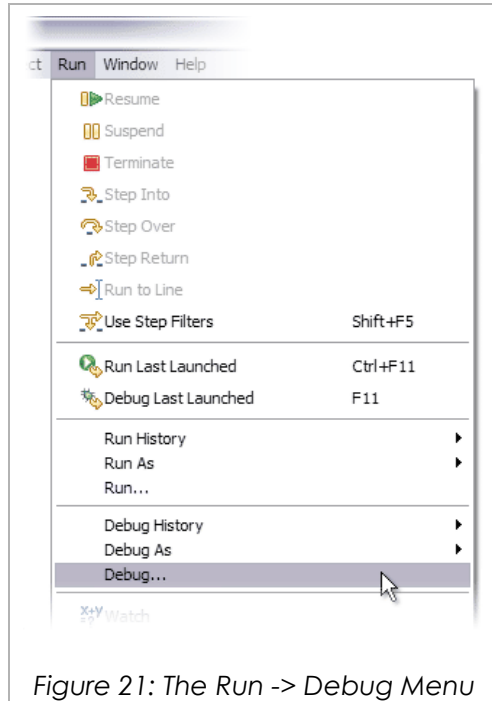 ct Run Window Help
Resume
Suspend
Terminate
Step Into
Step Over
Step Return
Run to Line
Use Step Filters Shift+F5
Run Last Launched Ctrl+F11
Debug Last Launched F11
Run History
Run As
Run...
Debug History
Debug As
Debug...
x+y
=?
Watch
Figure 21: The Run -> Debug Menu